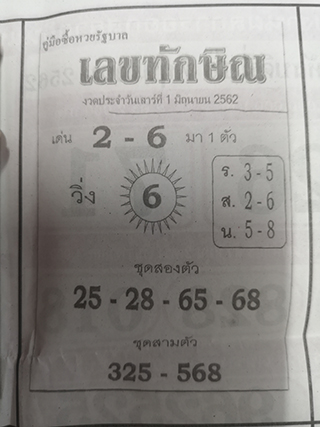 คู่มือซื้อหวยรัฐบาล
เลขทักษิณ
งวดประจำวันเสาร์ที่ 1 มิถุนายน 2562
เด่น 2 - 6 มา 1 ตัว
วิ่ง 6
ร. 3 - 5
ส. 2 - 6
น. 5 - 8
ชุดสองตัว
25 - 28 - 65 - 68
ชุดสามตัว
325 - 568